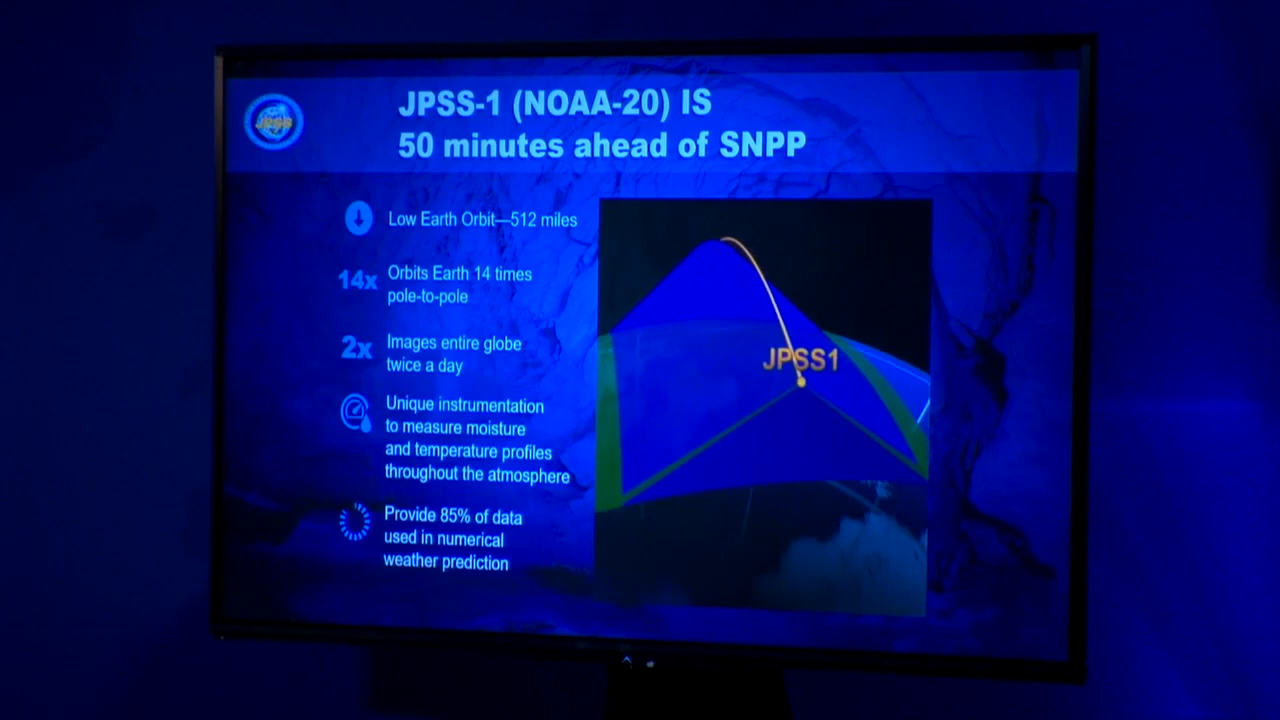 JPSS
JPSS-1 (NOAA-20) IS
50 minutes ahead of SNPP
Low Earth Orbit—512 miles
14x
Orbits Earth 14 times
pole-to-pole
2x
Images entire globe
twice a day
Unique instrumentation
to measure moisture
and temperature profiles
throughout the atmosphere
Provide 85% of data
used in numerical
weather prediction
JPSS1